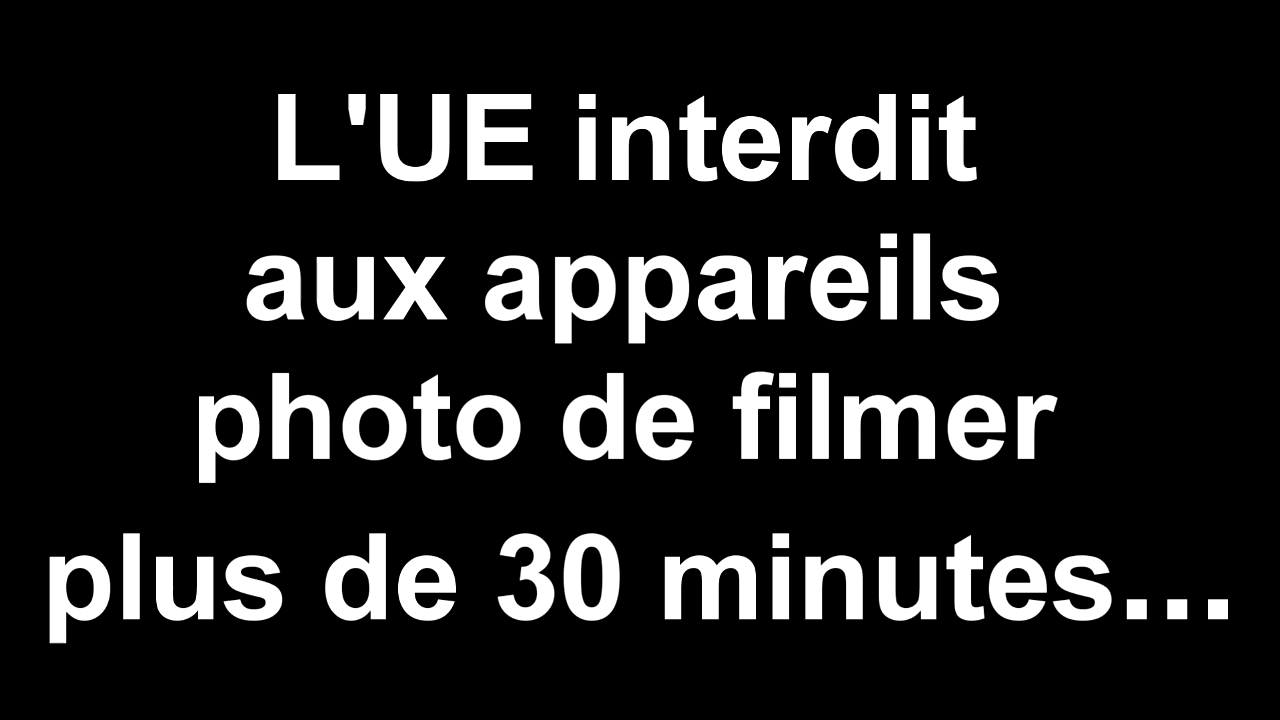 L'UE interdit
aux appareils
photo de filmer
plus de 30 minutes...